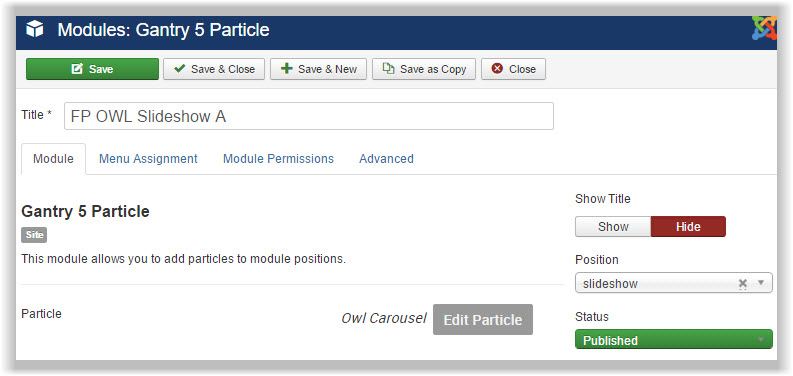 Modules: Gantry 5 Particle
Save
Save & Close
Save & New
Save as Copy
Close
Title *
FP OWL Slideshow A
Module
Menu Assignment
Module Permissions
Advanced
Gantry 5 Particle
Site
This module allows you to add particles to module positions.
Particle
Owl Carousel
Edit Particle
Show Title
Show
Hide
Position
slideshow
Status
Published